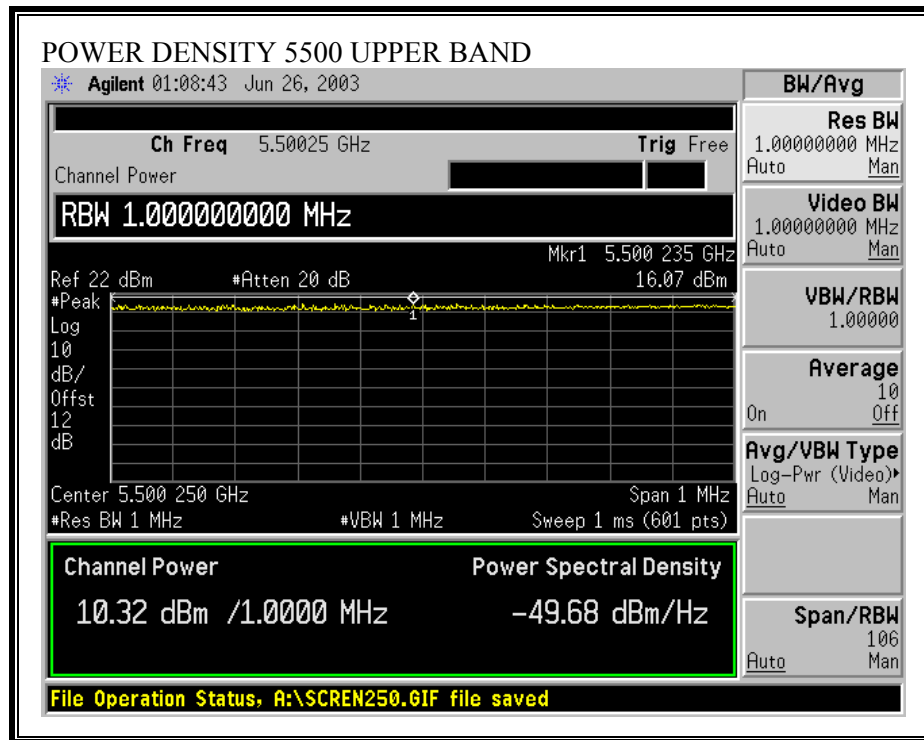 POWER DENSITY 5500 UPPER BAND
Agilent 01:08:43 Jun 26, 2003
BW/Avg
Ch Freq 5.50025 GHz Trig Free
Channel Power
RBW 1.000000000 MHz
Mkr1 5.500 235 GHz
Ref 22 dBm #Atten 20 dB 16.07 dBm
#Peak
Log
10
dB/
Offst
12
dB
1
Center 5.500 250 GHz Span 1 MHz
#Res BW 1 MHz #VBW 1 MHz Sweep 1 ms (601 pts)
Channel Power Power Spectral Density
10.32 dBm /1.0000 MHz -49.68 dBm/Hz
Res BW
1.00000000 MHz
Auto Man
Video BW
1.00000000 MHz
Auto Man
VBW/RBW
1.00000
Average
10
On Off
Avg/VBW Type
Log-Pwr (Video)▸
Auto Man
Span/RBW
106
Auto Man
File Operation Status, A:\SCREN250.GIF file saved